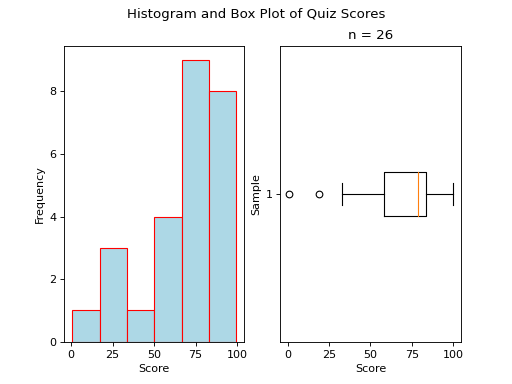 Histogram and Box Plot of Quiz Scores
n = 26
Frequency
8
6
4
2
0
0 25 50 75 100
Score
Sample
1
0 25 50 75 100
Score